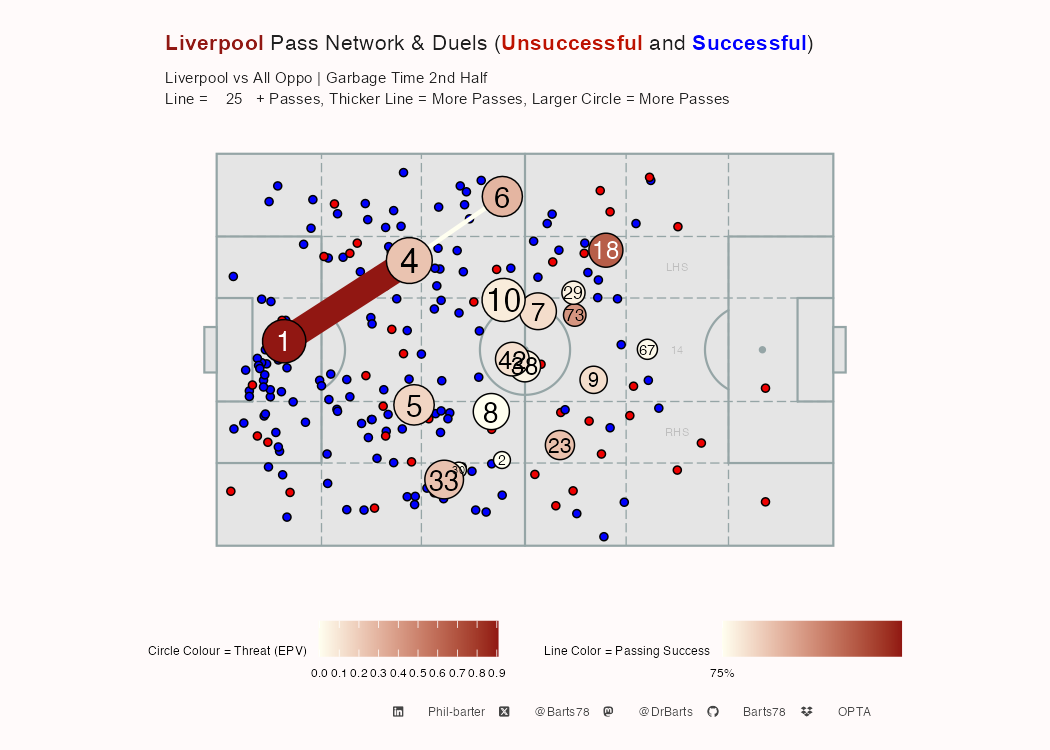 Liverpool Pass Network & Duels (Unsuccessful and Successful)
Liverpool vs All Oppo | Garbage Time 2nd Half
Line = 25 + Passes, Thicker Line = More Passes, Larger Circle = More Passes
6
4
18
LHS
29
10
7
73
1
67
14
42
38
9
5
8
RHS
23
2
33
Circle Colour = Threat (EPV)
0.0 0.1 0.2 0.3 0.4 0.5 0.6 0.7 0.8 0.9
Line Color = Passing Success
75%
Phil-barter @Barts78 @DrBarts Barts78 OPTA